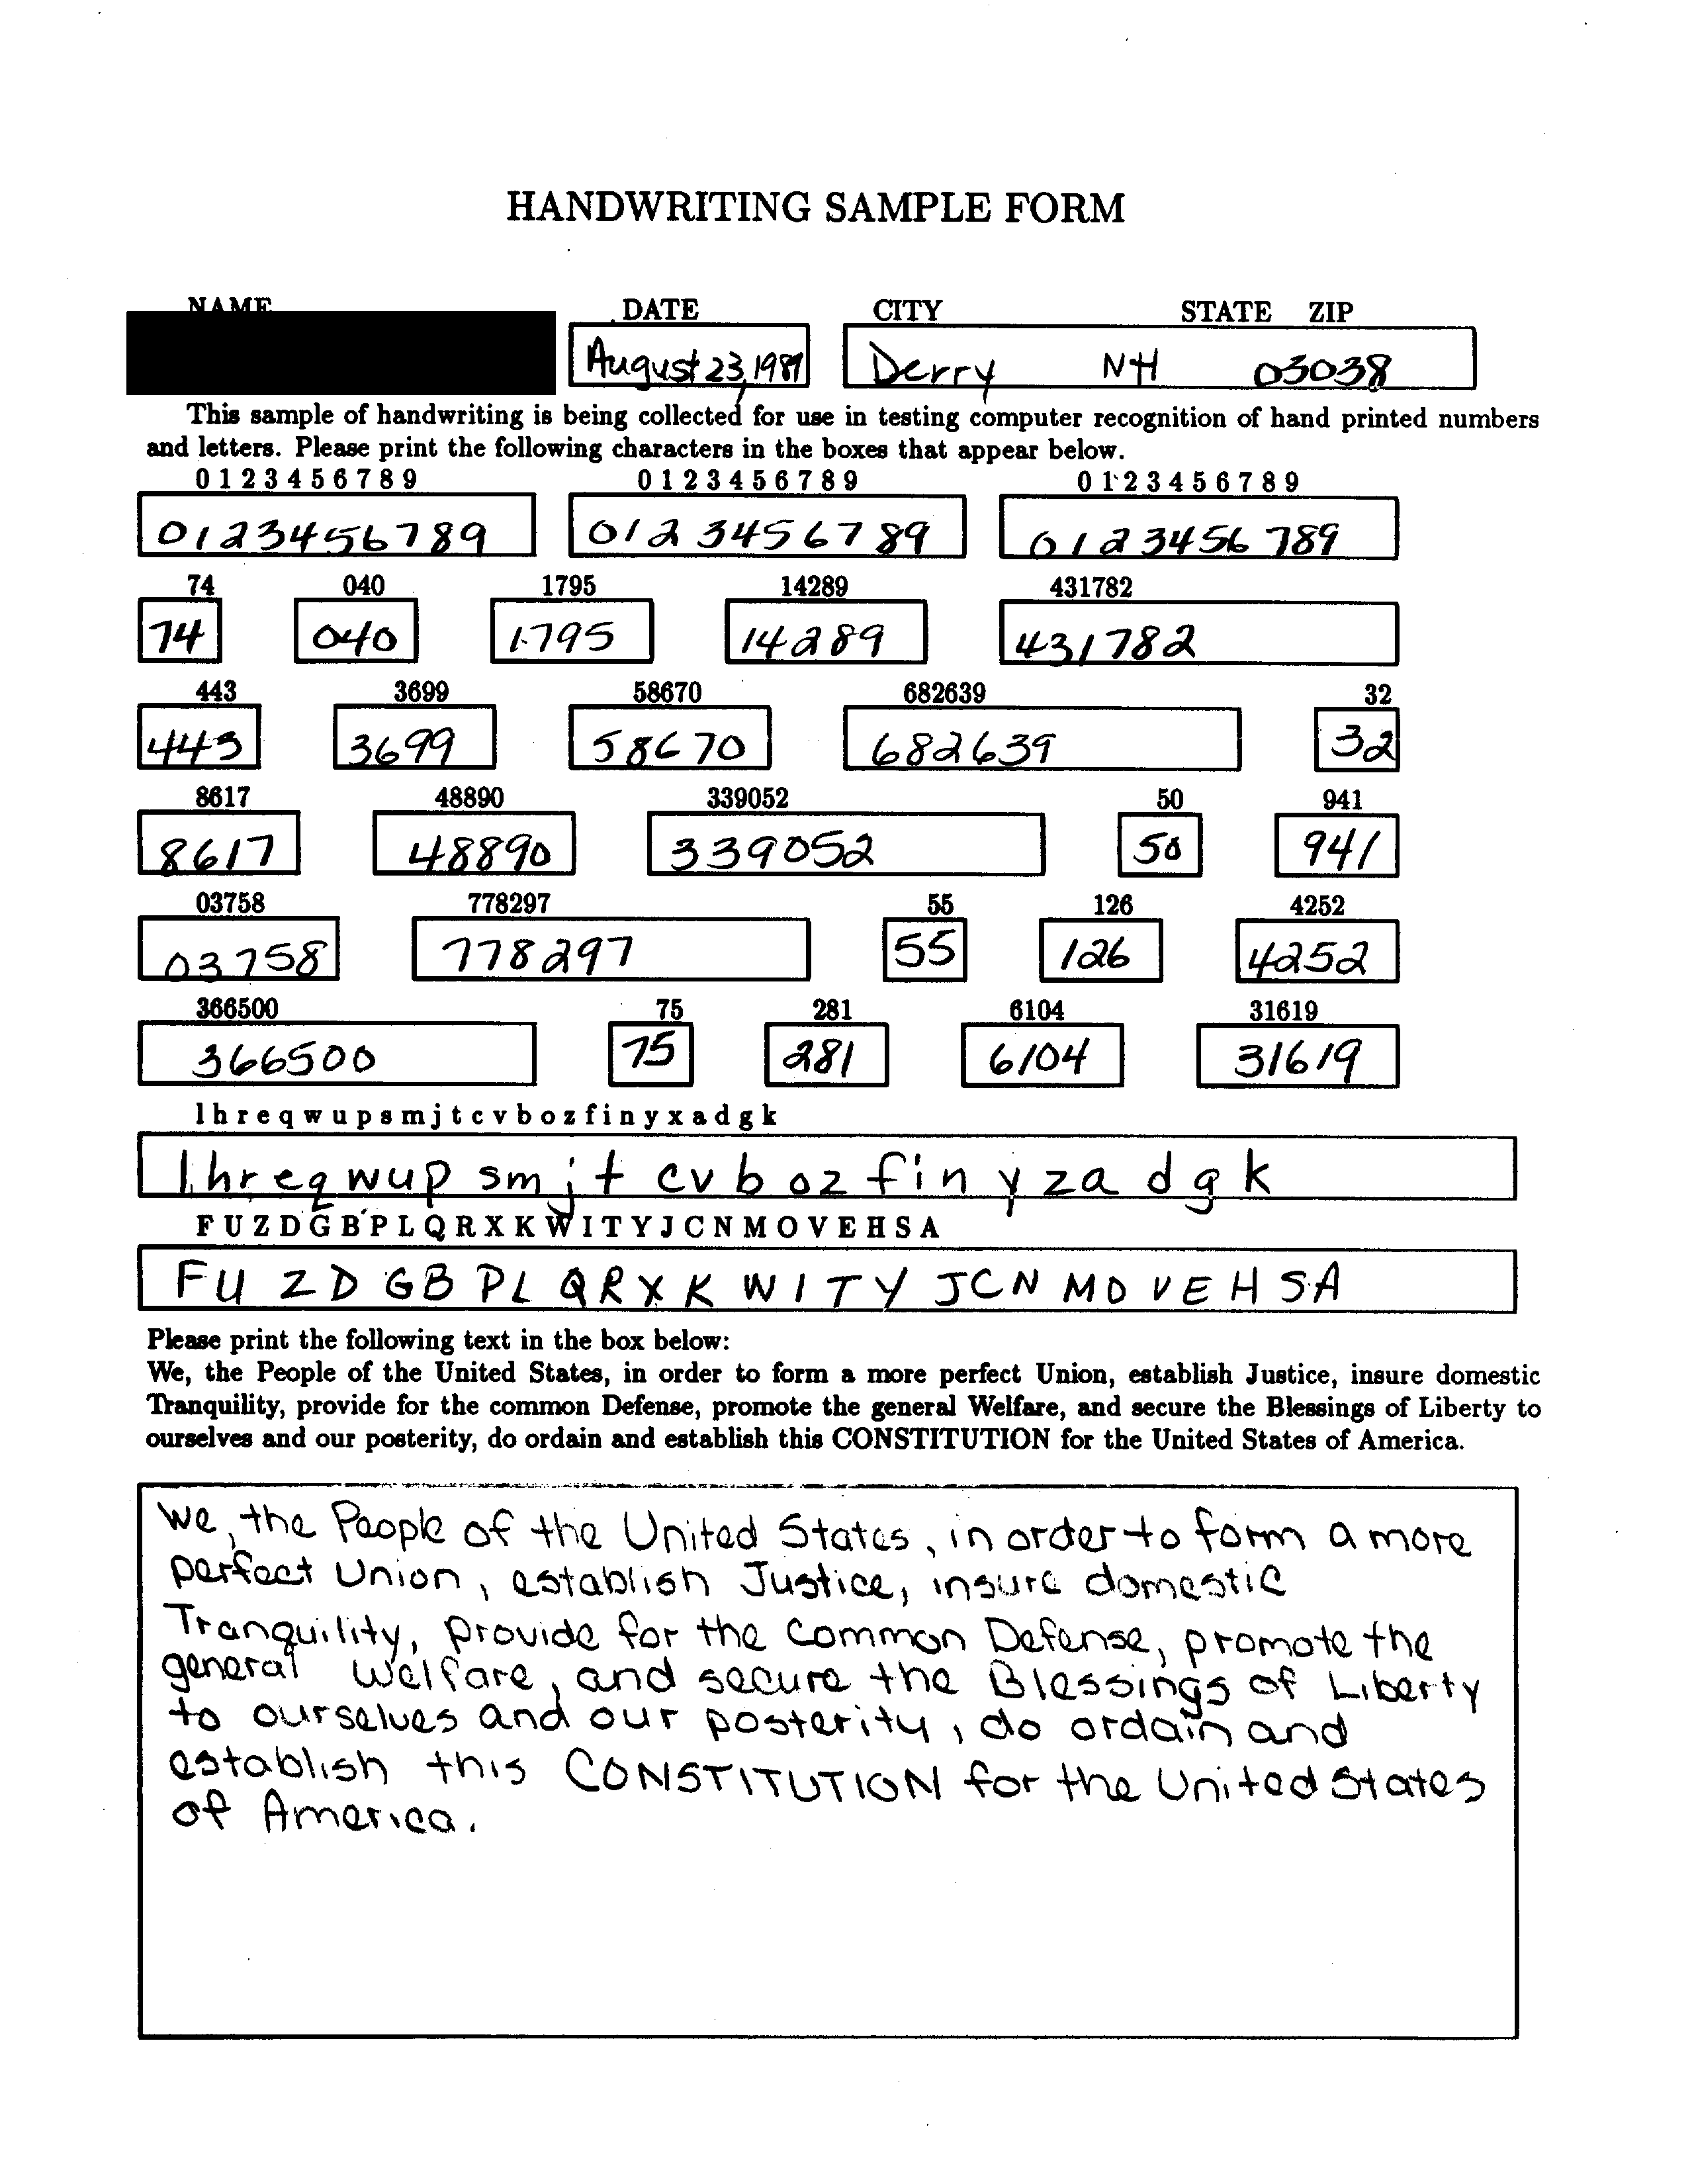 HANDWRITING SAMPLE FORM
NAME DATE CITY STATE ZIP
August 23, 1989 Derry NH 03038
This sample of handwriting is being collected for use in testing computer recognition of hand printed numbers
and letters. Please print the following characters in the boxes that appear below.
0 1 2 3 4 5 6 7 8 9 0 1 2 3 4 5 6 7 8 9 0 1 2 3 4 5 6 7 8 9
0123456789 0123456789 0123456789
74 040 1795 14289 431782
74 040 1795 14289 431782
443 3699 58670 682639 32
443 3699 58670 682639 32
8617 48890 339052 50 941
8617 48890 339052 50 941
03758 778297 55 126 4252
03758 778297 55 126 4252
366500 75 281 6104 31619
366500 75 281 6104 31619
l h r e q w u p s m j t c v b o z f i n y x a d g k
l h r e q w u p s m j t c v b o z f i n y z a d g k
F U Z D G B P L Q R X K W I T Y J C N M O V E H S A
F U Z D G B P L Q R X K W I T Y J C N M O V E H S A
Please print the following text in the box below:
We, the People of the United States, in order to form a more perfect Union, establish Justice, insure domestic
Tranquility, provide for the common Defense, promote the general Welfare, and secure the Blessings of Liberty to
ourselves and our posterity, do ordain and establish this CONSTITUTION for the United States of America.
We, the People of the United States, in order to form a more
perfect Union, establish Justice, insure domestic
Tranquility, provide for the common Defense, promote the
general Welfare, and secure the Blessings of Liberty
to ourselves and our posterity, do ordain and
establish this CONSTITUTION for the United States
of America.